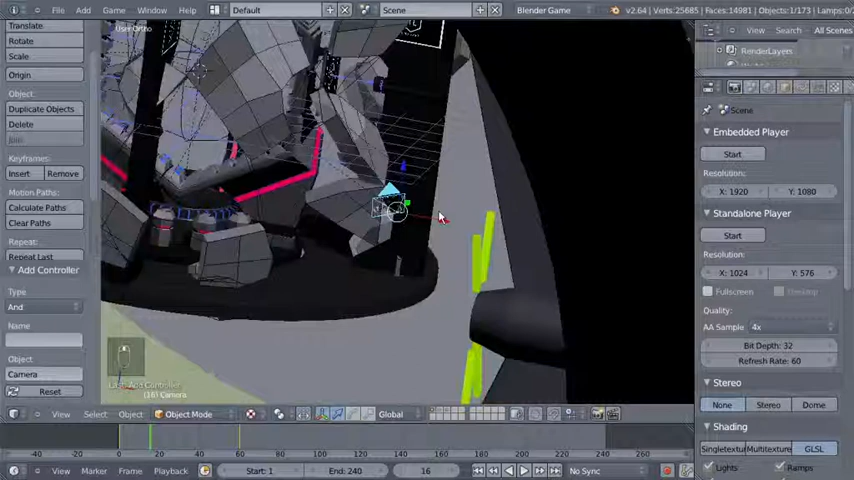 File Add Game Window Help Default Scene Blender Game v2.64 | Verts:25685 | Faces:14981 | Objects:1/173 | Lamps:0/
User Ortho
Translate
Rotate
Scale
Origin
Object:
Duplicate Objects
Delete
Join
Keyframes:
Insert Remove
Motion Paths:
Calculate Paths
Clear Paths
Repeat:
Repeat Last
Add Controller
Type
And
Name
Object
Camera
Reset
(16) Camera
View Select Object Object Mode Global
-40 -20 0 20 40 60 80 100 120 140 160 180 200 220 240 260
View Marker Frame Playback Start: 1 End: 240 16 No Sync
View Search All Scenes
RenderLayers
Scene
Embedded Player
Start
X: 1920 Y: 1080
Standalone Player
Start
Resolution:
X: 1024 Y: 576
Fullscreen Desktop
Quality:
AA Sample 4x
Bit Depth: 32
Refresh Rate: 60
Stereo
None Stereo Dome
Shading
Singletextur Multitexture GLSL
Lights Ramps